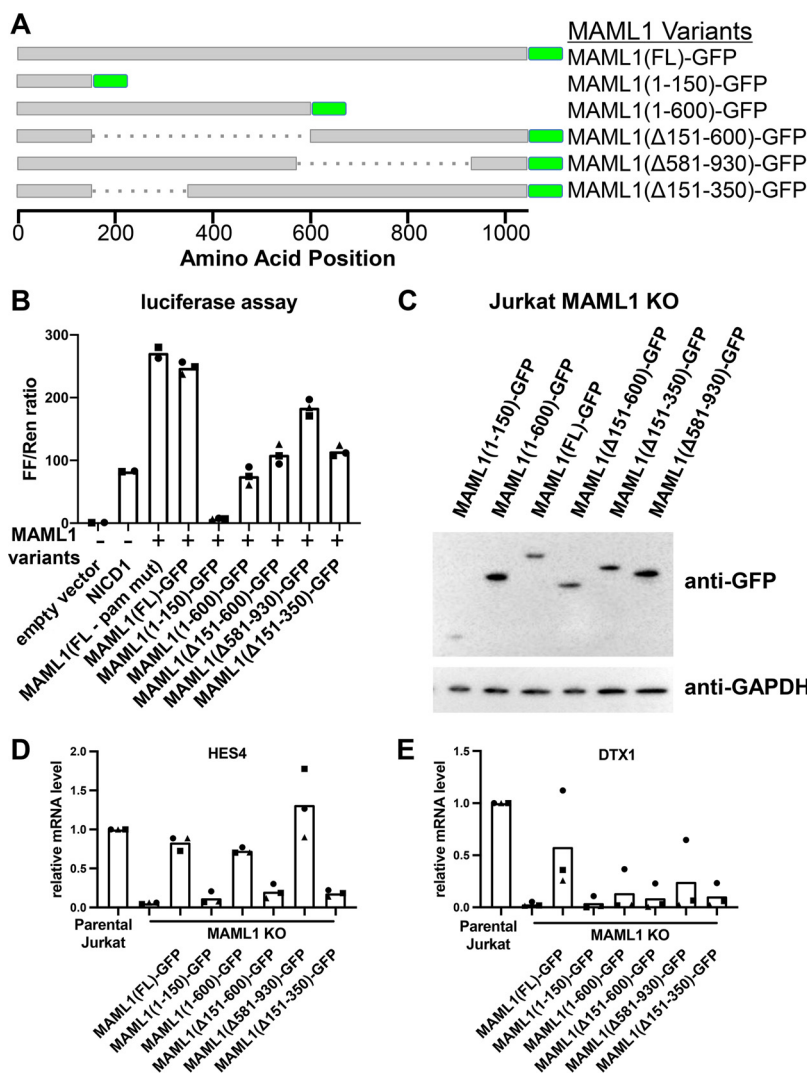 A
MAML1 Variants
MAML1(FL)-GFP
MAML1(1-150)-GFP
MAML1(1-600)-GFP
MAML1(Δ151-600)-GFP
MAML1(Δ581-930)-GFP
MAML1(Δ151-350)-GFP
0 200 400 600 800 1000
Amino Acid Position
B
luciferase assay
FF/Ren ratio
300
200
100
0
MAML1 variants - - + + + + + + +
empty vector
NICD1
MAML1(FL - pam mut)
MAML1(FL)-GFP
MAML1(1-150)-GFP
MAML1(1-600)-GFP
MAML1(Δ151-600)-GFP
MAML1(Δ581-930)-GFP
MAML1(Δ151-350)-GFP
C
Jurkat MAML1 KO
MAML1(1-150)-GFP
MAML1(1-600)-GFP
MAML1(FL)-GFP
MAML1(Δ151-600)-GFP
MAML1(Δ151-350)-GFP
MAML1(Δ581-930)-GFP
anti-GFP
anti-GAPDH
D
HES4
relative mRNA level
2.0
1.5
1.0
0.5
0.0
Parental
Jurkat
MAML1 KO
MAML1(FL)-GFP
MAML1(1-150)-GFP
MAML1(1-600)-GFP
MAML1(Δ151-600)-GFP
MAML1(Δ581-930)-GFP
MAML1(Δ151-350)-GFP
E
DTX1
relative mRNA level
1.5
1.0
0.5
0.0
Parental
Jurkat
MAML1 KO
MAML1(FL)-GFP
MAML1(1-150)-GFP
MAML1(1-600)-GFP
MAML1(Δ151-600)-GFP
MAML1(Δ581-930)-GFP
MAML1(Δ151-350)-GFP